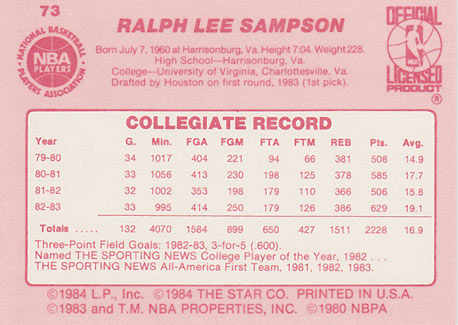 73
RALPH LEE SAMPSON
Born July 7, 1960 at Harrisonburg, Va. Height 7:04. Weight 228.
High School—Harrisonburg, Va.
College—University of Virginia, Charlottesville, Va.
Drafted by Houston on first round, 1983 (1st pick).
NATIONAL BASKETBALL
NBA
PLAYERS
PLAYERS ASSOCIATION
OFFICIAL
NBA
LICENSED
PRODUCT
®
COLLEGIATE RECORD
Year G. Min. FGA FGM FTA FTM REB Pts. Avg.
79-80 34 1017 404 221 94 66 381 508 14.9
80-81 33 1056 413 230 198 125 378 585 17.7
81-82 32 1002 353 198 179 110 366 506 15.8
82-83 33 995 414 250 179 126 386 629 19.1
Totals ..... 132 4070 1584 899 650 427 1511 2228 16.9
Three-Point Field Goals: 1982-83, 3-for-5 (.600).
Named THE SPORTING NEWS College Player of the Year, 1982 ...
THE SPORTING NEWS All-America First Team, 1981, 1982, 1983.
©1984 L.P., Inc. ©1984 THE STAR CO. PRINTED IN U.S.A.
©1983 and T.M. NBA PROPERTIES, INC. ©1980 NBPA